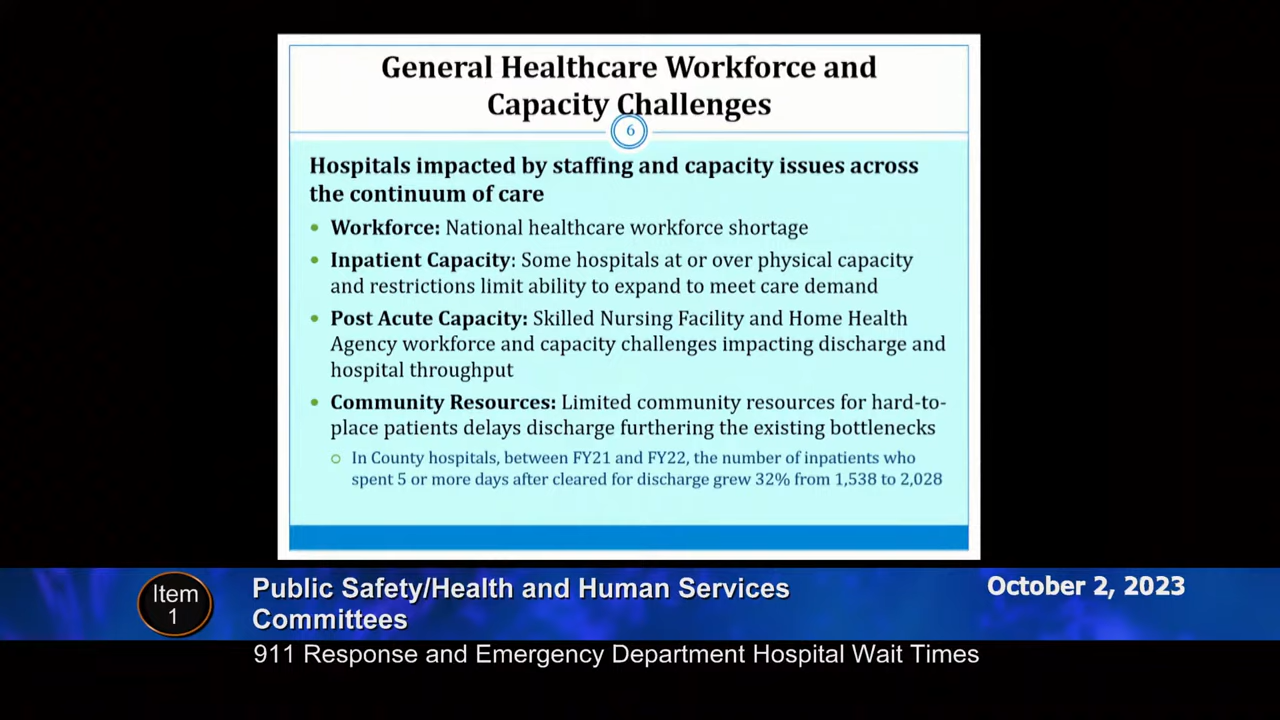 General Healthcare Workforce and
Capacity Challenges
6
Hospitals impacted by staffing and capacity issues across
the continuum of care
• Workforce: National healthcare workforce shortage
• Inpatient Capacity: Some hospitals at or over physical capacity
and restrictions limit ability to expand to meet care demand
• Post Acute Capacity: Skilled Nursing Facility and Home Health
Agency workforce and capacity challenges impacting discharge and
hospital throughput
• Community Resources: Limited community resources for hard-to-
place patients delays discharge furthering the existing bottlenecks
○ In County hospitals, between FY21 and FY22, the number of inpatients who
spent 5 or more days after cleared for discharge grew 32% from 1,538 to 2,028
Item
1
Public Safety/Health and Human Services
Committees
October 2, 2023
911 Response and Emergency Department Hospital Wait Times